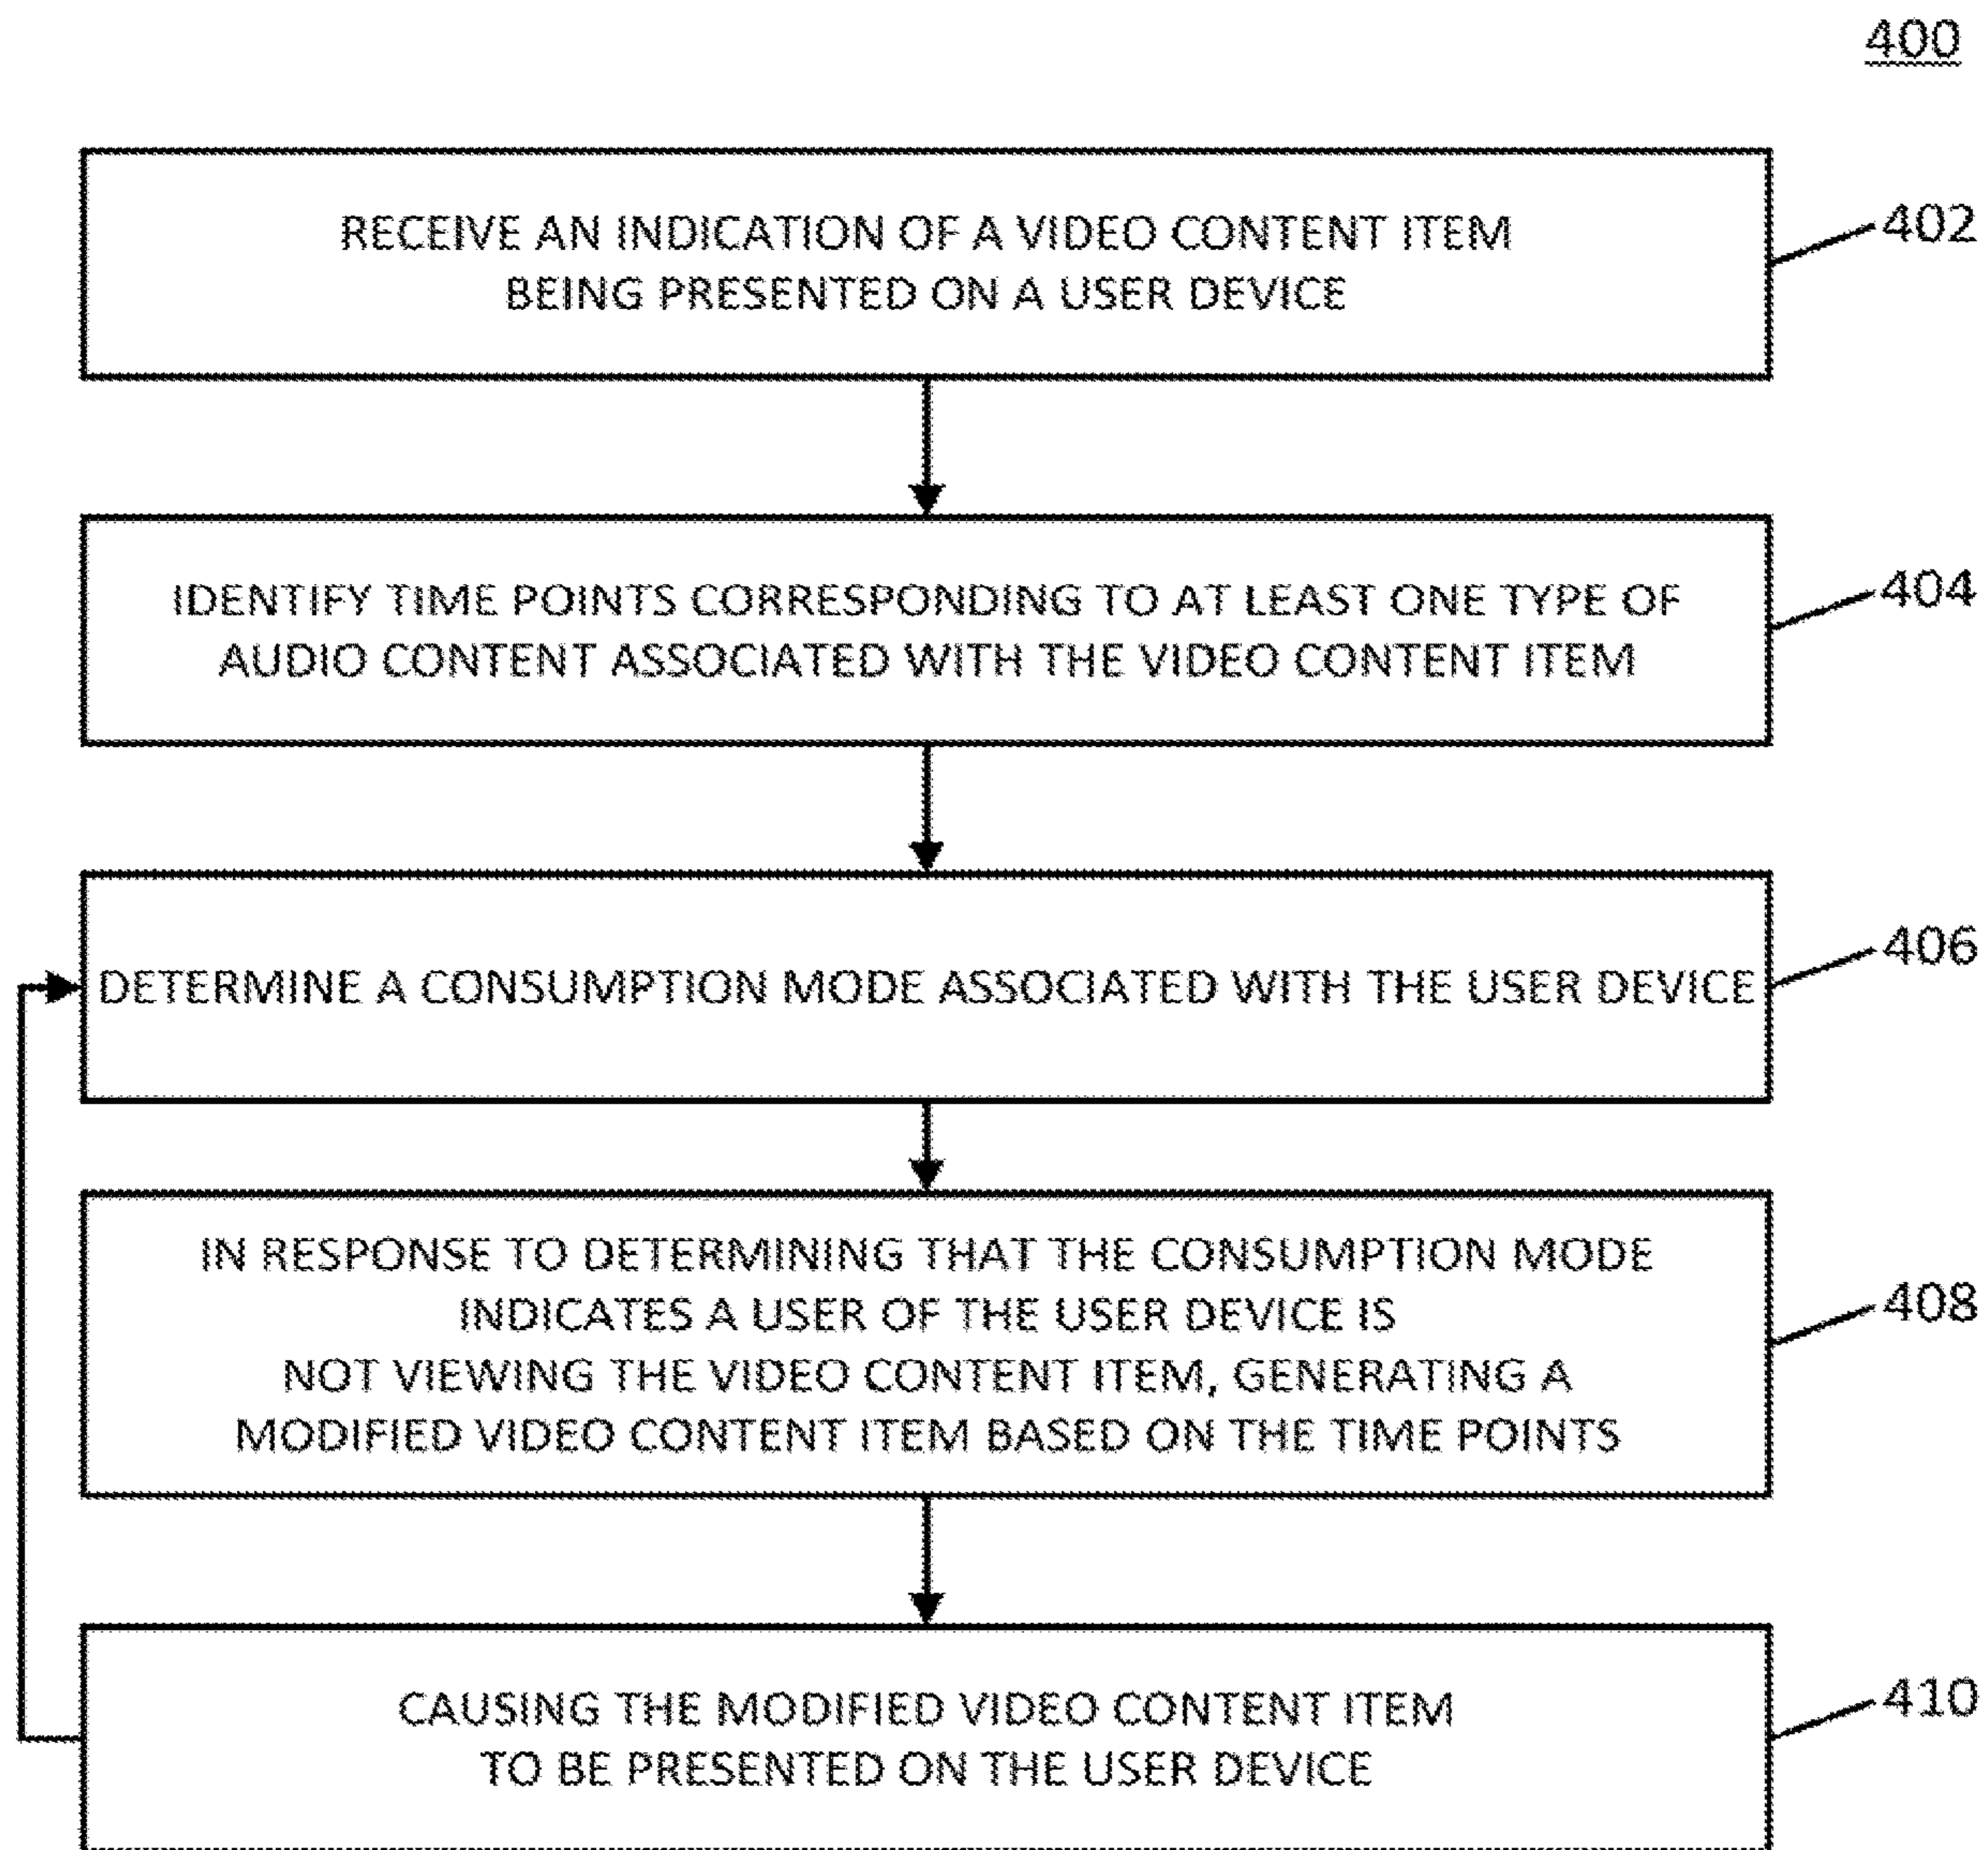 400
RECEIVE AN INDICATION OF A VIDEO CONTENT ITEM
BEING PRESENTED ON A USER DEVICE
402
IDENTIFY TIME POINTS CORRESPONDING TO AT LEAST ONE TYPE OF
AUDIO CONTENT ASSOCIATED WITH THE VIDEO CONTENT ITEM
404
DETERMINE A CONSUMPTION MODE ASSOCIATED WITH THE USER DEVICE
406
IN RESPONSE TO DETERMINING THAT THE CONSUMPTION MODE
INDICATES A USER OF THE USER DEVICE IS
NOT VIEWING THE VIDEO CONTENT ITEM, GENERATING A
MODIFIED VIDEO CONTENT ITEM BASED ON THE TIME POINTS
408
CAUSING THE MODIFIED VIDEO CONTENT ITEM
TO BE PRESENTED ON THE USER DEVICE
410